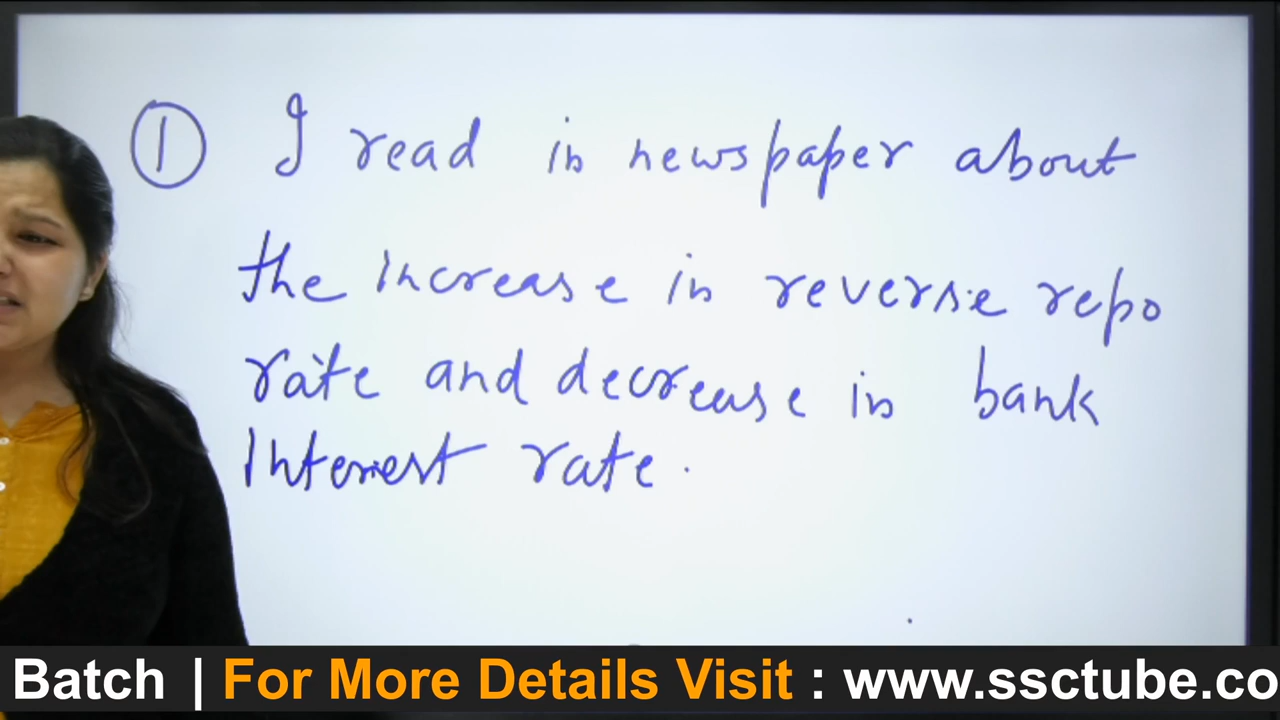 ① I read in newspaper about
the increase in reverse repo
rate and decrease in bank
interest rate.
Batch | For More Details Visit : www.ssctube.co